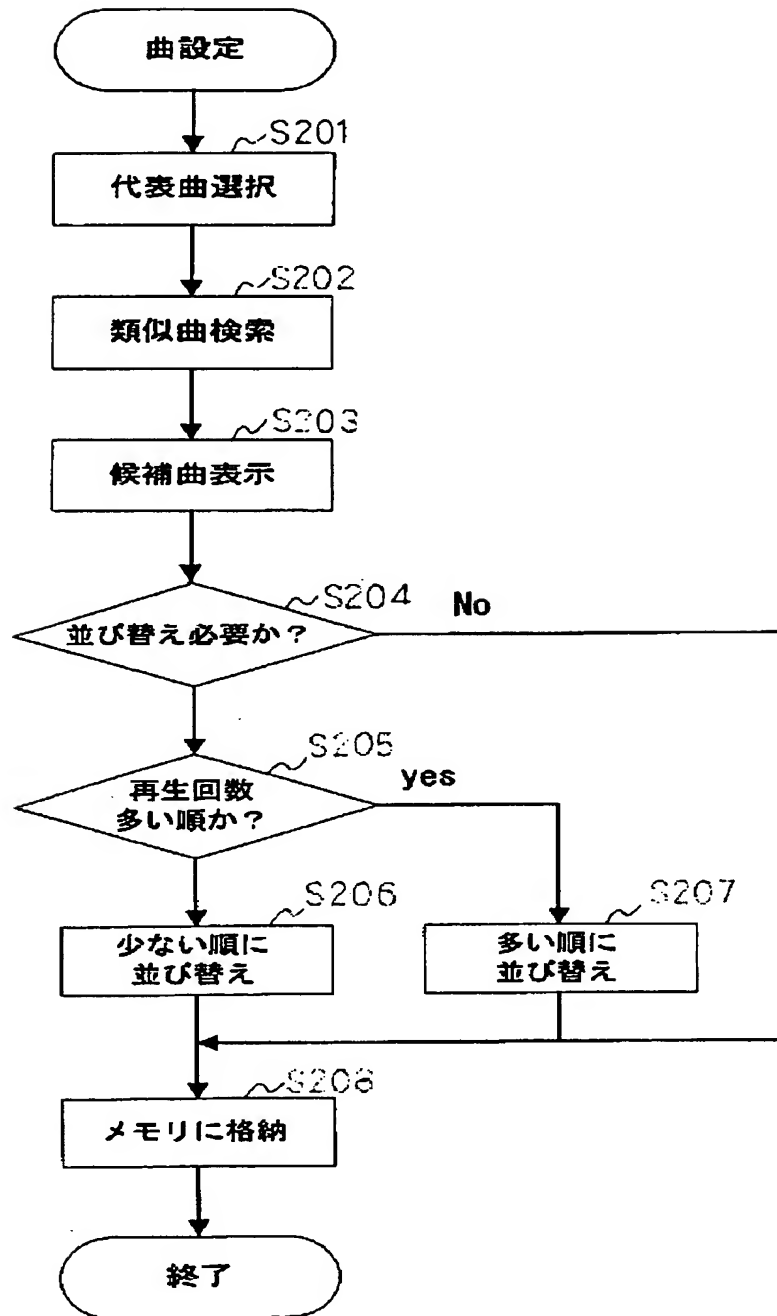 曲設定
S201
代表曲選択
S202
類似曲検索
S203
候補曲表示
S204
No
並び替え必要か？
S205
yes
再生回数
多い順か？
S206
S207
少ない順に
並び替え
多い順に
並び替え
S208
メモリに格納
終了